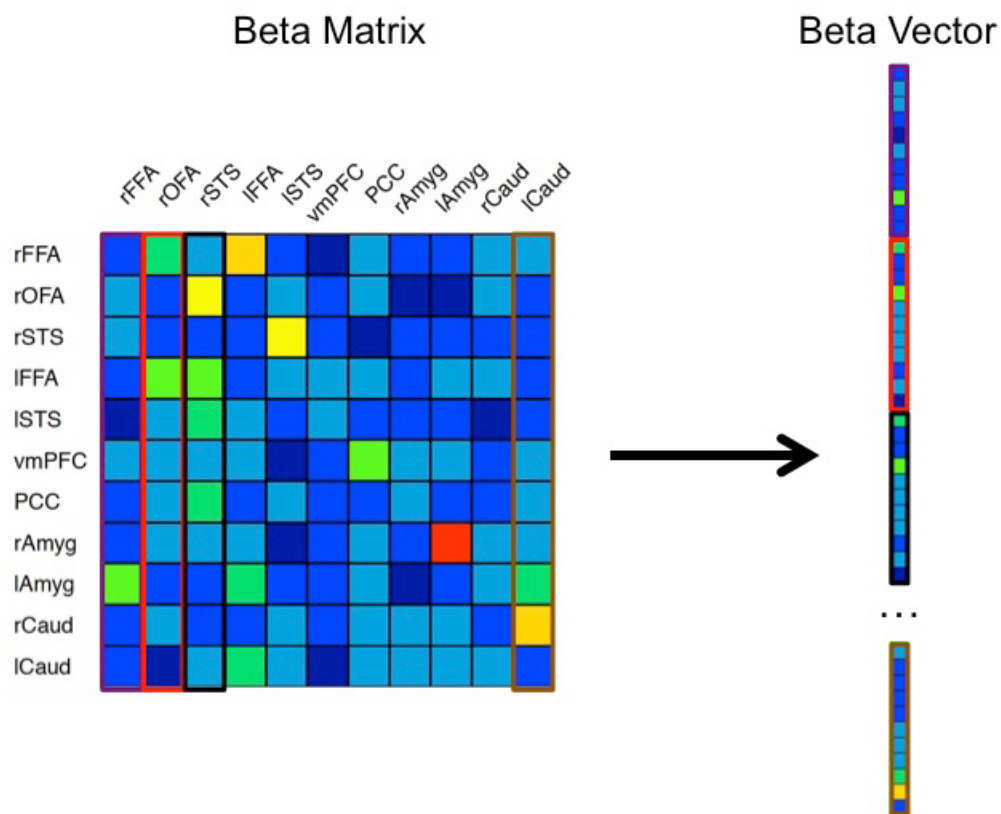 Beta Matrix
Beta Vector
rFFA rOFA rSTS lFFA lSTS vmPFC PCC rAmyg lAmyg rCaud lCaud
rFFA
rOFA
rSTS
lFFA
lSTS
vmPFC
PCC
rAmyg
lAmyg
rCaud
lCaud
...